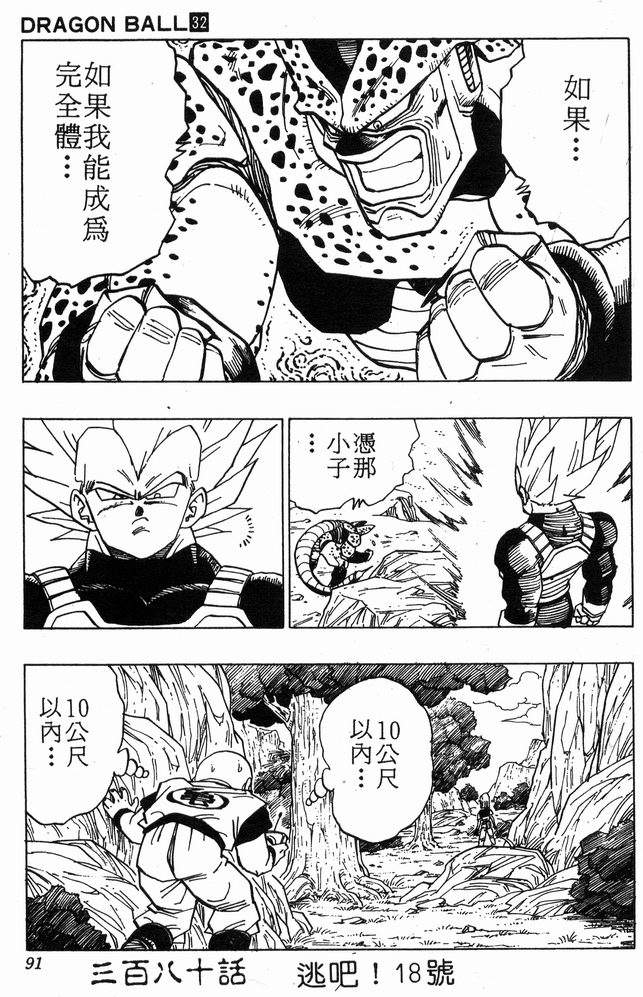 DRAGON BALL 32
如果…
如果我能成為
完全體…
憑那
小子
…
10公尺
以內…
10公尺
以內…
91
三百八十話 逃吧！18號